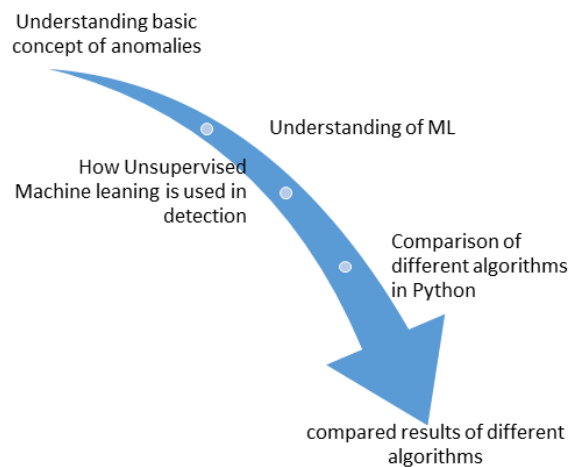 Understanding basic
concept of anomalies
Understanding of ML
How Unsupervised
Machine leaning is used in
detection
Comparison of
different algorithms
in Python
compared results of different
algorithms